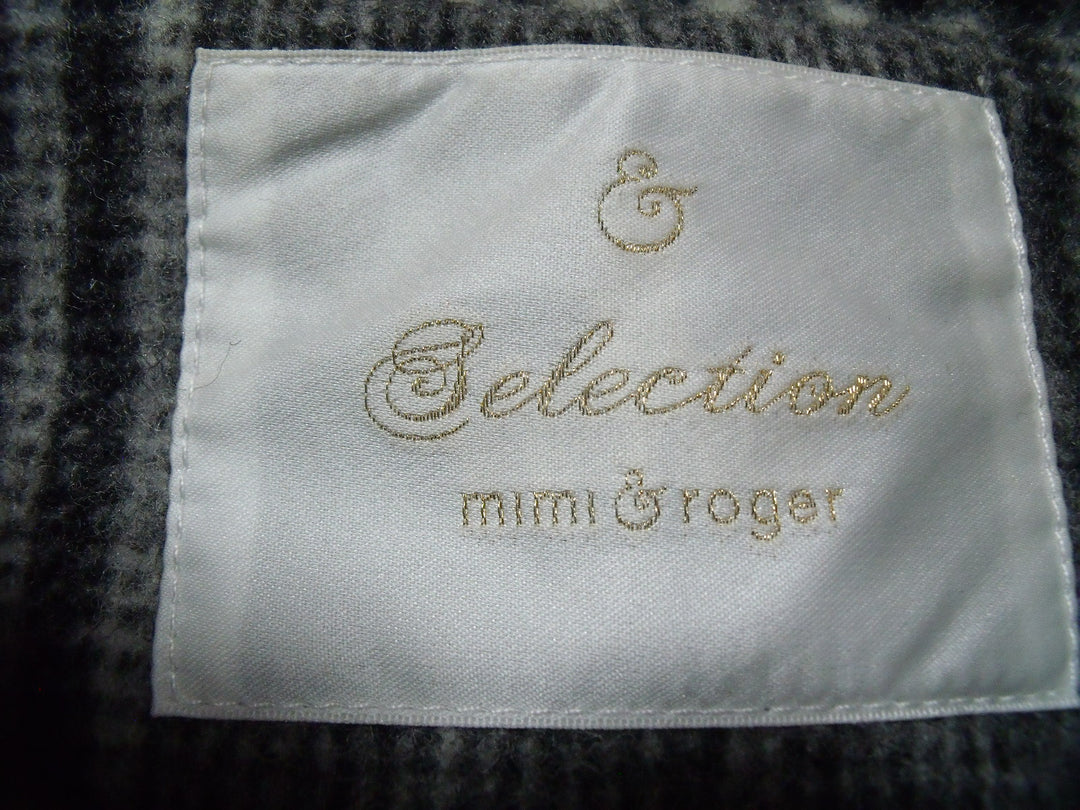 &
Selection
mimi & roger